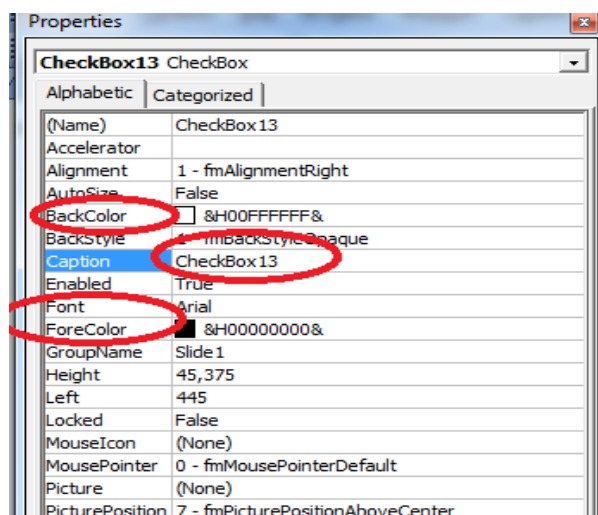 Properties
CheckBox13 CheckBox
Alphabetic Categorized
(Name) CheckBox13
Accelerator
Alignment 1 - fmAlignmentRight
AutoSize False
BackColor &H00FFFFFF&
BackStyle 1 - fmBackStyleOpaque
Caption CheckBox13
Enabled True
Font Arial
ForeColor &H00000000&
GroupName Slide1
Height 45,375
Left 445
Locked False
MouseIcon (None)
MousePointer 0 - fmMousePointerDefault
Picture (None)
PicturePosition 7 - fmPicturePositionAboveCenter